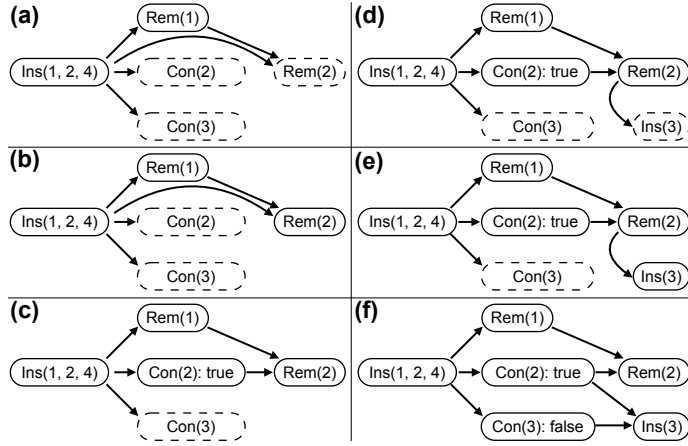 (a)
Rem(1)
Ins(1, 2, 4)
Con(2)
Rem(2)
Con(3)
(b)
Rem(1)
Ins(1, 2, 4)
Con(2)
Rem(2)
Con(3)
(c)
Rem(1)
Ins(1, 2, 4)
Con(2): true
Rem(2)
Con(3)
(d)
Rem(1)
Ins(1, 2, 4)
Con(2): true
Rem(2)
Con(3)
Ins(3)
(e)
Rem(1)
Ins(1, 2, 4)
Con(2): true
Rem(2)
Con(3)
Ins(3)
(f)
Rem(1)
Ins(1, 2, 4)
Con(2): true
Rem(2)
Con(3): false
Ins(3)